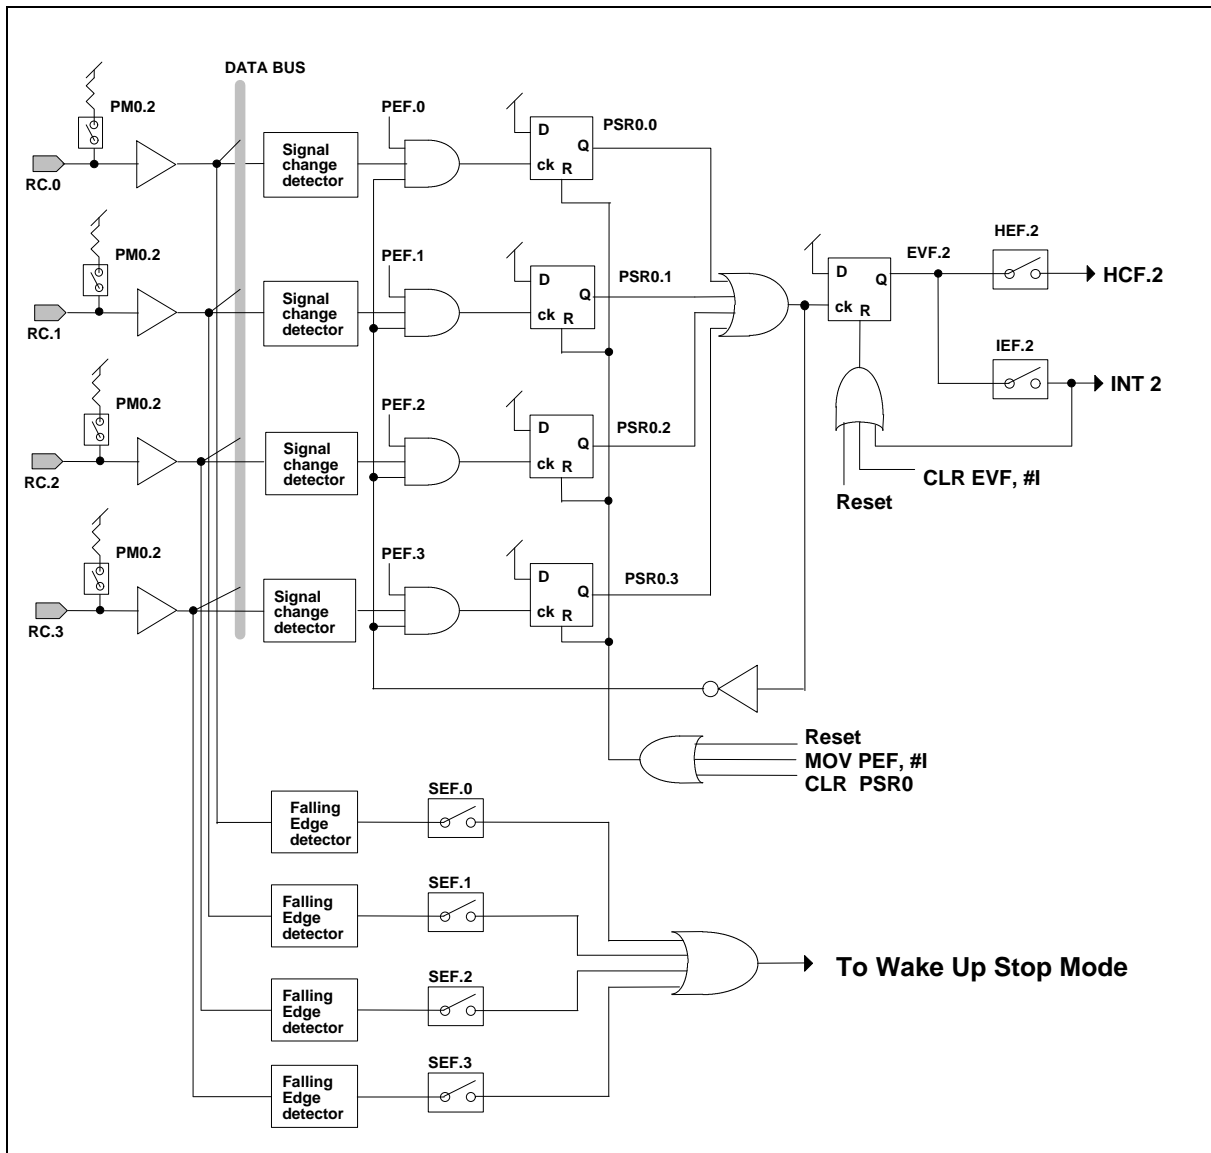 DATA BUS
PM0.2
RC.0
Signal
change
detector
PEF.0
D
Q
ck
R
PSR0.0
PM0.2
RC.1
Signal
change
detector
PEF.1
D
Q
ck
R
PSR0.1
D
Q
ck
R
EVF.2
HEF.2
HCF.2
IEF.2
INT 2
CLR EVF, #I
Reset
PM0.2
RC.2
Signal
change
detector
PEF.2
D
Q
ck
R
PSR0.2
PM0.2
RC.3
Signal
change
detector
PEF.3
D
Q
ck
R
PSR0.3
Reset
MOV PEF, #I
CLR PSR0
Falling
Edge
detector
SEF.0
Falling
Edge
detector
SEF.1
Falling
Edge
detector
SEF.2
Falling
Edge
detector
SEF.3
To Wake Up Stop Mode